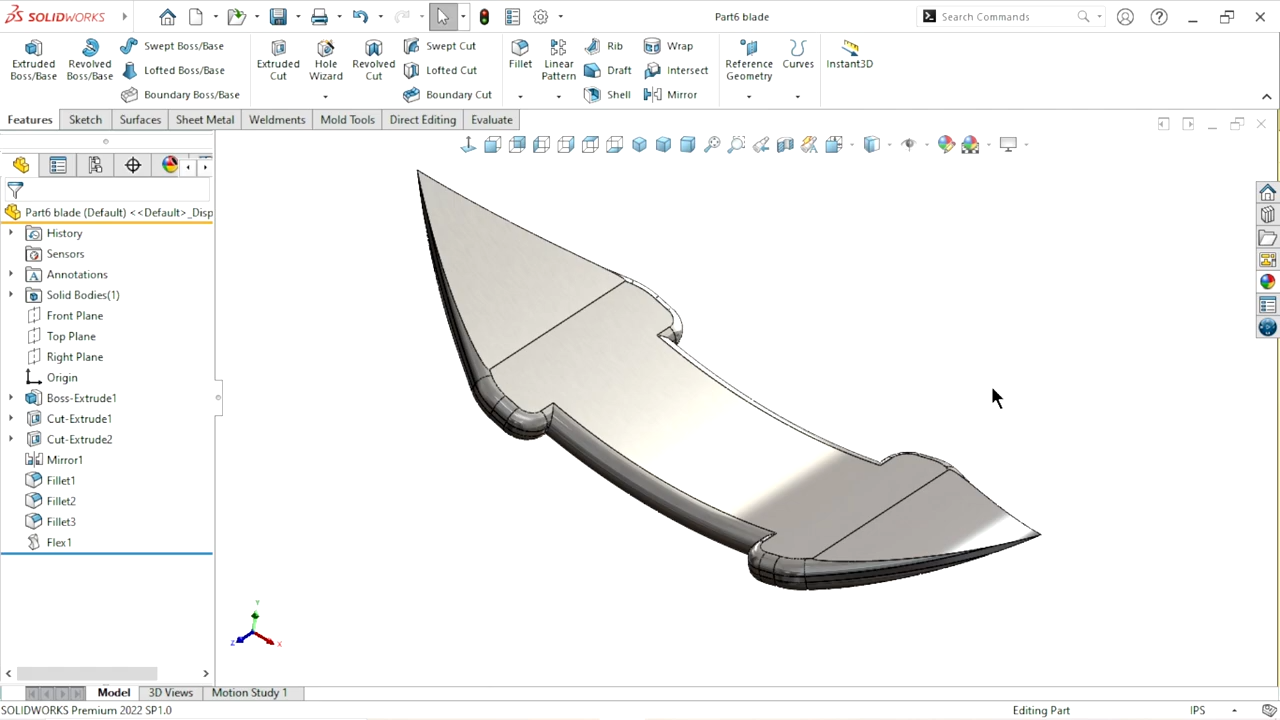 SOLIDWORKS
Part6 blade
Search Commands
Extruded Boss/Base
Revolved Boss/Base
Swept Boss/Base
Lofted Boss/Base
Boundary Boss/Base
Extruded Cut
Hole Wizard
Revolved Cut
Swept Cut
Lofted Cut
Boundary Cut
Fillet
Linear Pattern
Rib
Draft
Shell
Wrap
Intersect
Mirror
Reference Geometry
Curves
Instant3D
Features
Sketch
Surfaces
Sheet Metal
Weldments
Mold Tools
Direct Editing
Evaluate
Part6 blade (Default) <<Default>_Disp
History
Sensors
Annotations
Solid Bodies(1)
Front Plane
Top Plane
Right Plane
Origin
Boss-Extrude1
Cut-Extrude1
Cut-Extrude2
Mirror1
Fillet1
Fillet2
Fillet3
Flex1
Y
Z
X
Model
3D Views
Motion Study 1
SOLIDWORKS Premium 2022 SP1.0
Editing Part
IPS